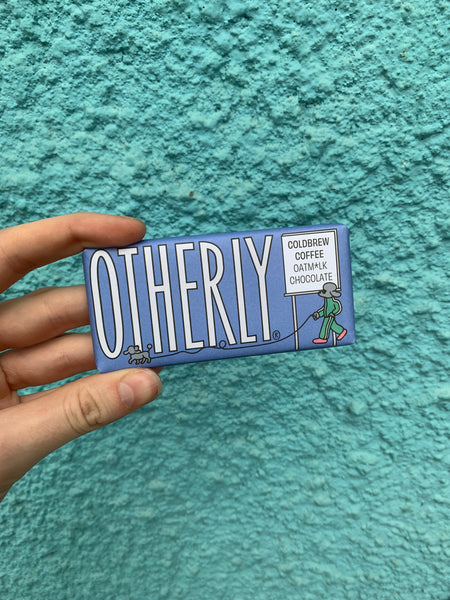 OTHERLY®
COLDBREW
COFFEE
OATM*LK
CHOCOLATE